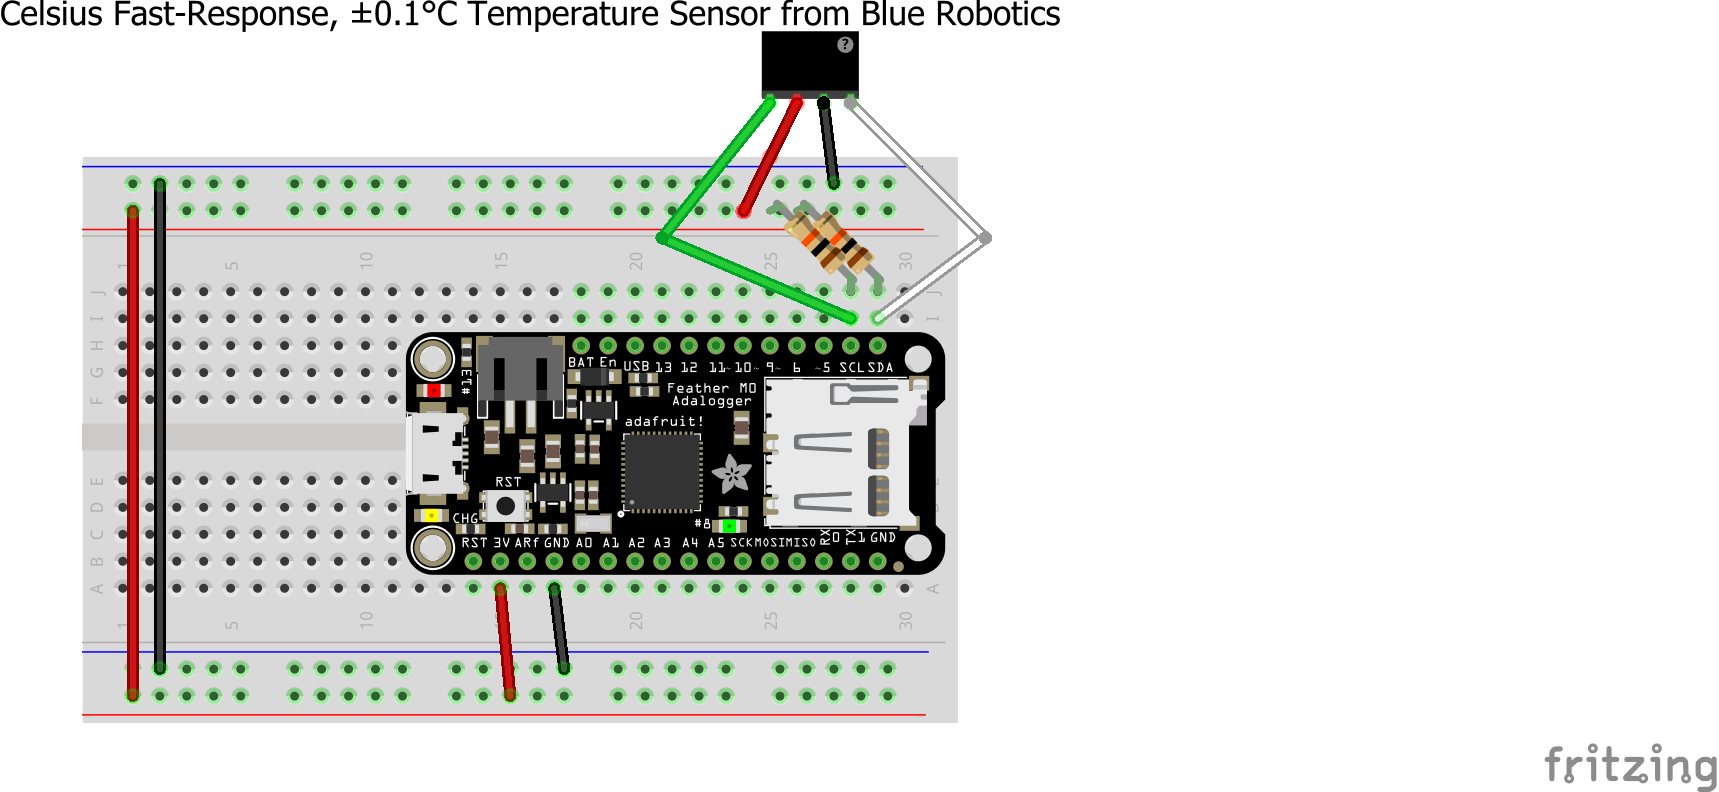 Celsius Fast-Response, ±0.1°C Temperature Sensor from Blue Robotics
?
1 5 10 15 20 25 30
J J
I I
H
G
F
BAT En USB 13 12 11~ 10~ 9~ 6 ~5 SCL SDA
#13
Feather M0
Adalogger
adafruit!
E
D
C
B
A A
RST
CHG
#8
RST 3V ARf GND A0 A1 A2 A3 A4 A5 SCK MOSI MISO RX0 TX1 GND
1 5 10 20 25 30
fritzing